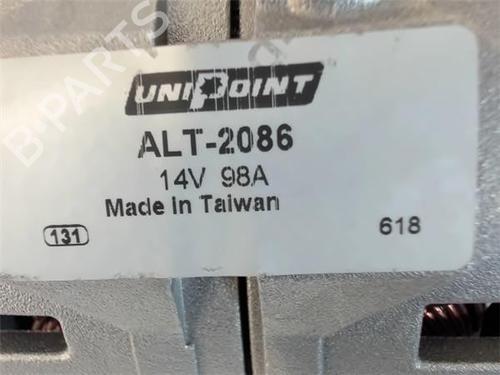 UNIPOINT
ALT-2086
14V 98A
Made in Taiwan
131
618
B-PARTS